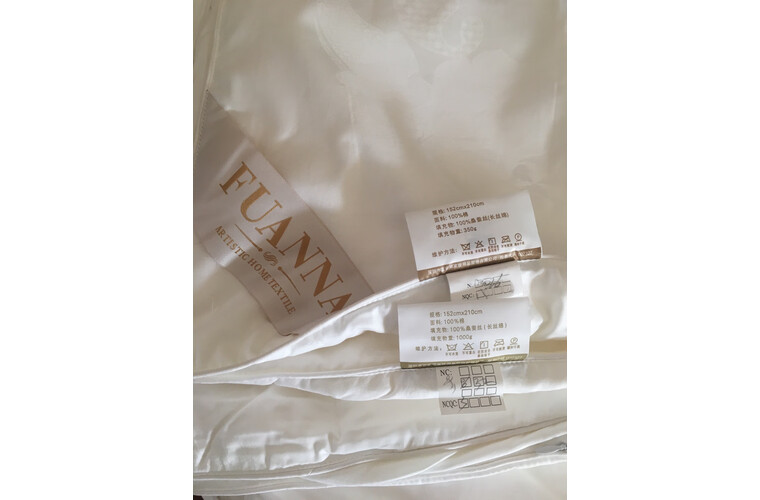 FUANNA
ARTISTIC HOME TEXTILE
规格: 152cmx210cm
面料: 100%棉
填充物: 100%桑蚕丝(长丝绵)
填充物量: 350g
维护方法:
规格: 152cmx210cm
面料: 100%棉
填充物: 100%桑蚕丝(长丝绵)
填充物量: 1000g
维护方法:
NC:
NCQC: